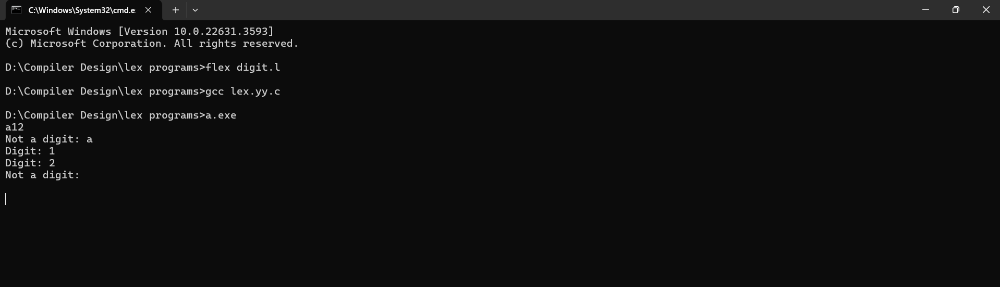 C:\Windows\System32\cmd.e
Microsoft Windows [Version 10.0.22631.3593]
(c) Microsoft Corporation. All rights reserved.
D:\Compiler Design\lex programs>flex digit.l
D:\Compiler Design\lex programs>gcc lex.yy.c
D:\Compiler Design\lex programs>a.exe
a12
Not a digit: a
Digit: 1
Digit: 2
Not a digit: